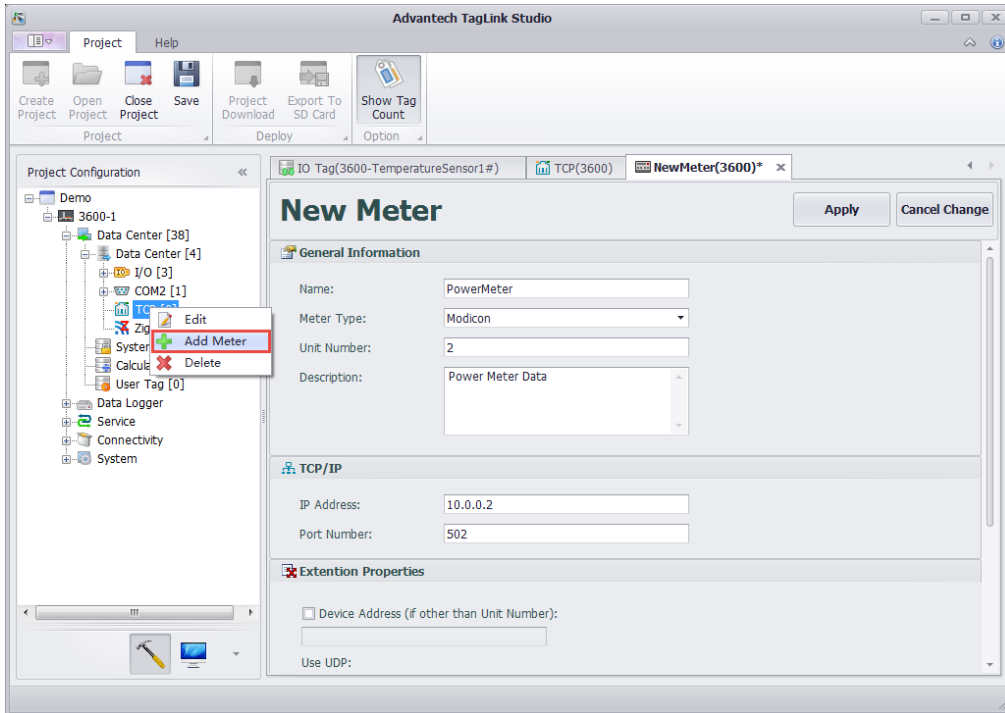 Advantech TagLink Studio
Project Help
Create Project
Open Project
Close Project
Save
Project Download
Export To SD Card
Show Tag Count
Project
Deploy
Option
Project Configuration
IO Tag(3600-TemperatureSensor1#)
TCP(3600)
NewMeter(3600)*
Demo
3600-1
Data Center [38]
Data Center [4]
I/O [3]
COM2 [1]
Edit
Add Meter
Delete
User Tag [0]
Data Logger
Service
Connectivity
System
New Meter
Apply
Cancel Change
General Information
Name: PowerMeter
Meter Type: Modicon
Unit Number: 2
Description: Power Meter Data
TCP/IP
IP Address: 10.0.0.2
Port Number: 502
Extention Properties
Device Address (if other than Unit Number):
Use UDP: